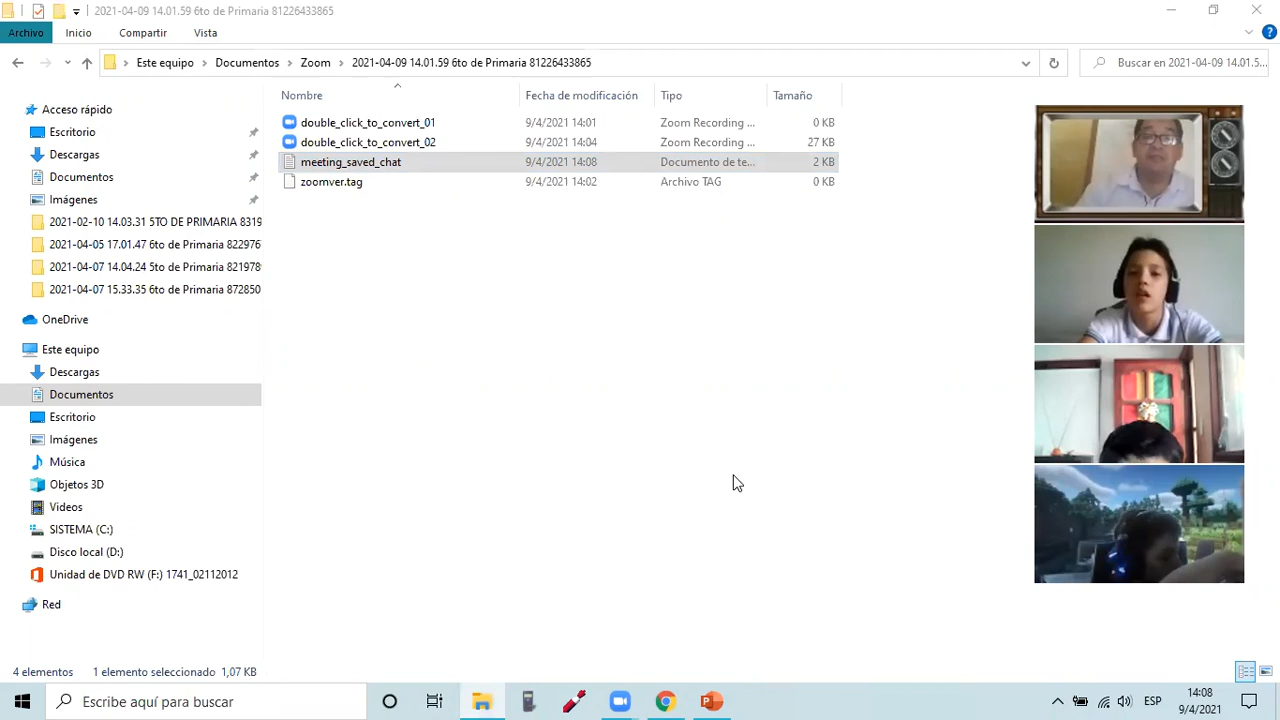 2021-04-09 14.01.59 6to de Primaria 81226433865
Archivo
Inicio
Compartir
Vista
Este equipo
Documentos
Zoom
2021-04-09 14.01.59 6to de Primaria 81226433865
Buscar en 2021-04-09 14.01.5...
Nombre
Fecha de modificación
Tipo
Tamaño
double_click_to_convert_01
9/4/2021 14:01
Zoom Recording ...
0 KB
double_click_to_convert_02
9/4/2021 14:04
Zoom Recording ...
27 KB
meeting_saved_chat
9/4/2021 14:08
Documento de te...
2 KB
zoomver.tag
9/4/2021 14:02
Archivo TAG
0 KB
Acceso rápido
Escritorio
Descargas
Documentos
Imágenes
2021-02-10 14.03.31 5TO DE PRIMARIA 8319
2021-04-05 17.01.47 6to de Primaria 822976
2021-04-07 14.04.24 5to de Primaria 821978
2021-04-07 15.33.35 6to de Primaria 872850
OneDrive
Este equipo
Descargas
Documentos
Escritorio
Imágenes
Música
Objetos 3D
Videos
SISTEMA (C:)
Disco local (D:)
Unidad de DVD RW (F:) 1741_02112012
Red
4 elementos
1 elemento seleccionado 1,07 KB
Escribe aquí para buscar
ESP
14:08
9/4/2021